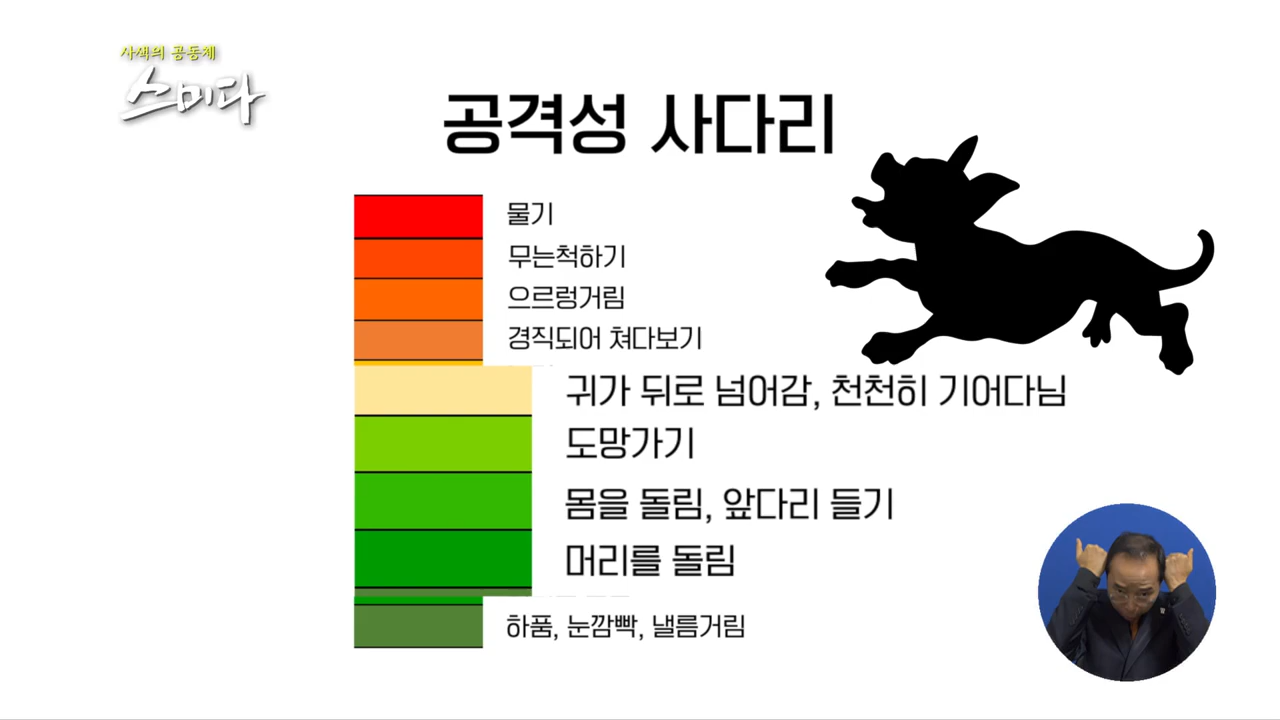 사색의 공동체
스미다
공격성 사다리
물기
무는척하기
으르렁거림
경직되어 쳐다보기
귀가 뒤로 넘어감, 천천히 기어다님
도망가기
몸을 돌림, 앞다리 들기
머리를 돌림
하품, 눈깜빡, 낼름거림